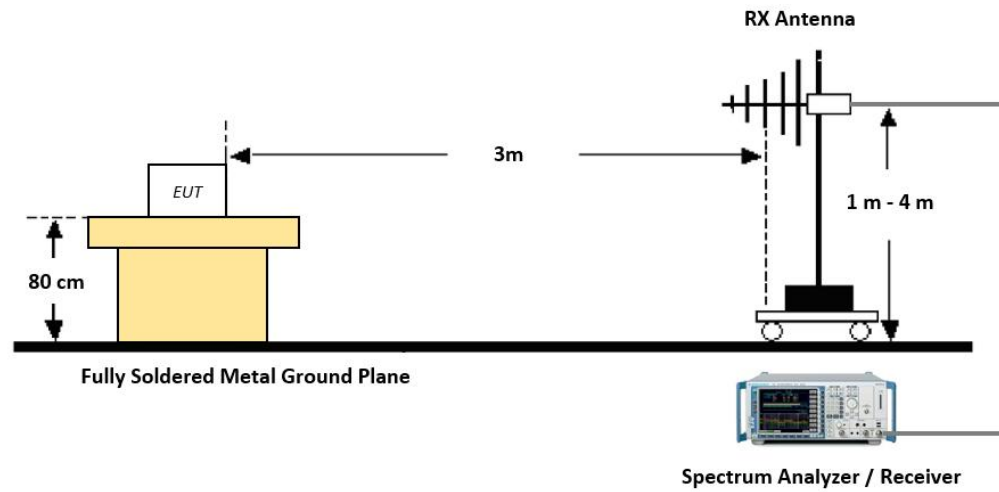 RX Antenna
3m
EUT
1 m - 4 m
80 cm
Fully Soldered Metal Ground Plane
Spectrum Analyzer / Receiver